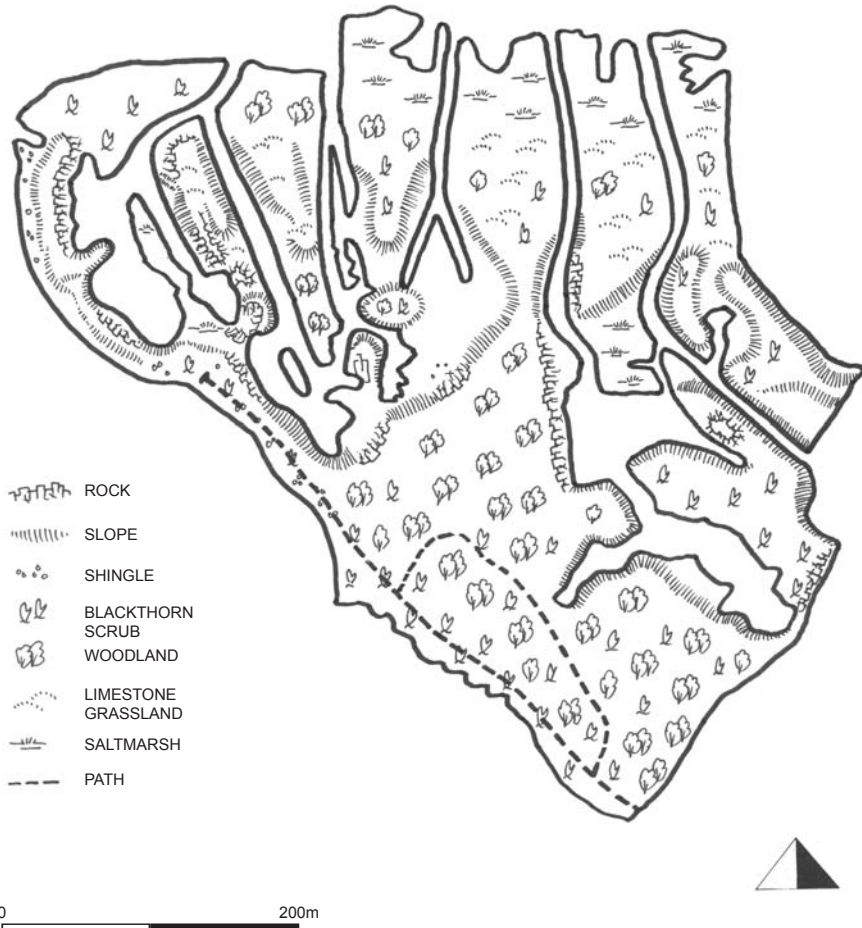 ROCK
SLOPE
SHINGLE
BLACKTHORN
SCRUB
WOODLAND
LIMESTONE
GRASSLAND
SALTMARSH
PATH
0
200m